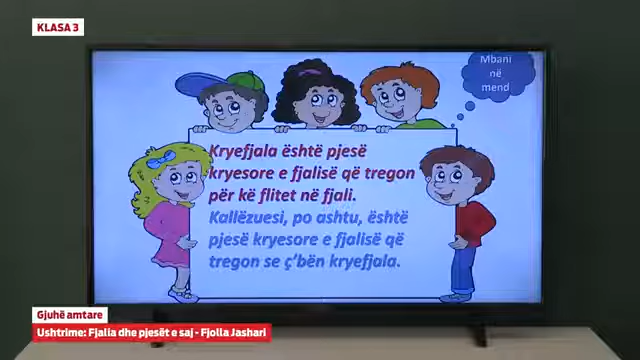 KLASA 3
Mbani
në
mend
Kryefjala është pjesë
kryesore e fjalisë që tregon
për kë flitet në fjali.
Kallëzuesi, po ashtu, është
pjesë kryesore e fjalisë që
tregon se ç'bën kryefjala.
Gjuhë amtare
Ushtrime: Fjalia dhe pjesët e saj - Fjolla Jashari